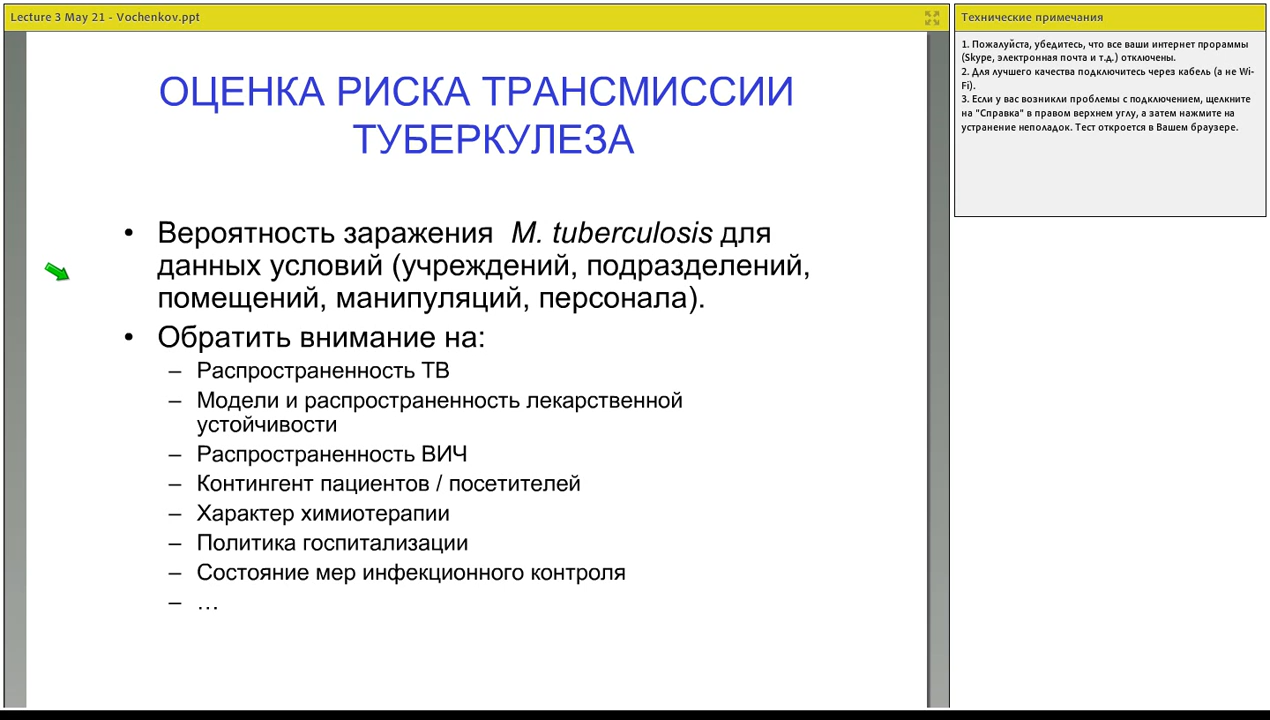 Lecture 3 May 21 - Vochenkov.ppt
ОЦЕНКА РИСКА ТРАНСМИССИИ
ТУБЕРКУЛЕЗА
• Вероятность заражения M. tuberculosis для
данных условий (учреждений, подразделений,
помещений, манипуляций, персонала).
• Обратить внимание на:
– Распространенность ТВ
– Модели и распространенность лекарственной
устойчивости
– Распространенность ВИЧ
– Контингент пациентов / посетителей
– Характер химиотерапии
– Политика госпитализации
– Состояние мер инфекционного контроля
– …
Технические примечания
1. Пожалуйста, убедитесь, что все ваши интернет прораммы
(Skype, электронная почта и т.д.) отключены.
2. Для лучшего качества подключитесь через кабель (а не Wi-
Fi).
3. Если у вас возникли проблемы с подключением, щелкните
на "Справка" в правом верхнем углу, а затем нажмите на
устранение неполадок. Тест откроется в Вашем браузере.